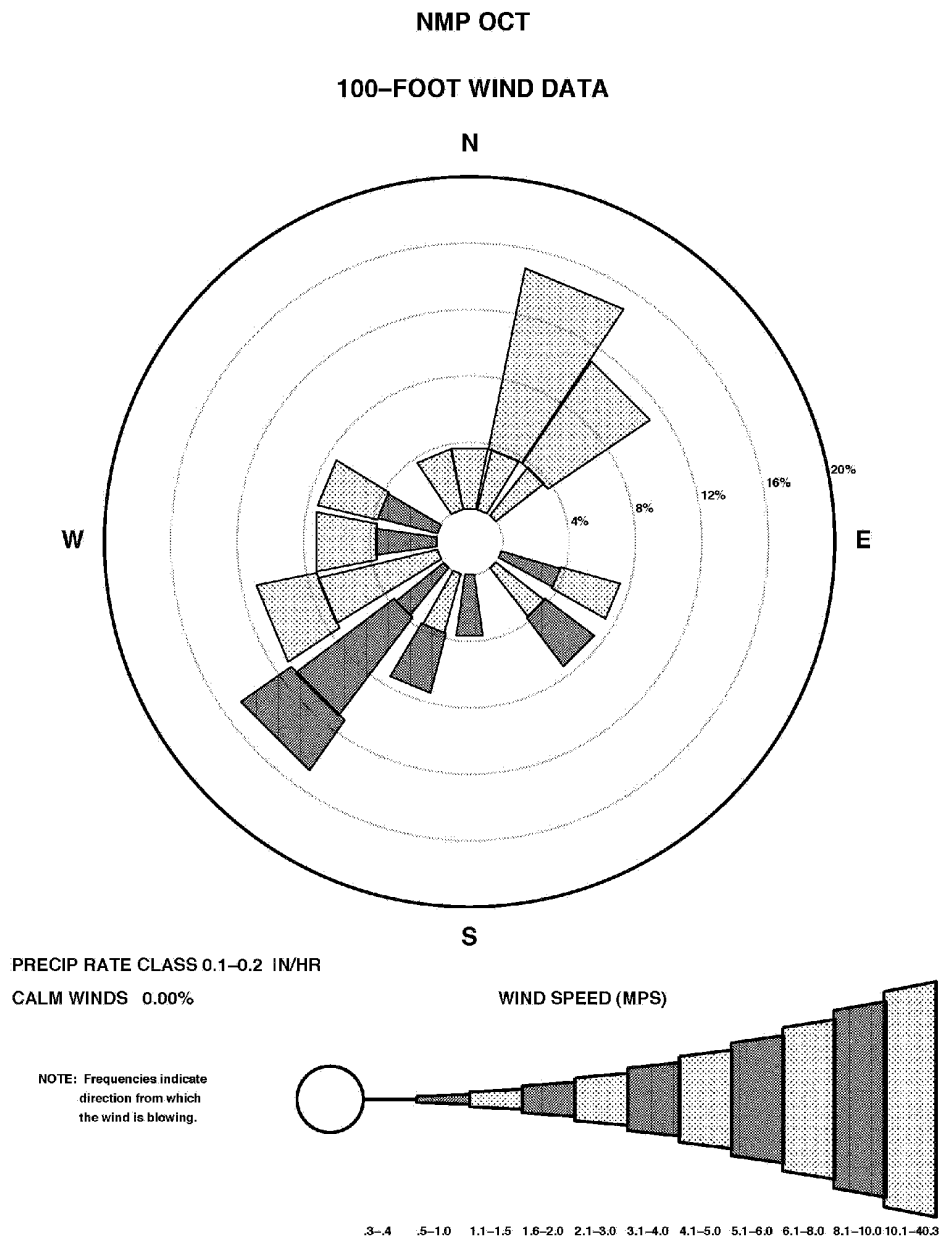 NMP OCT
100–FOOT WIND DATA
N
20%
16%
12%
8%
4%
W
E
S
PRECIP RATE CLASS 0.1–0.2 IN/HR
CALM WINDS 0.00%
WIND SPEED (MPS)
NOTE: Frequencies indicate
direction from which
the wind is blowing.
.3–.4 .5–1.0 1.1–1.5 1.6–2.0 2.1–3.0 3.1–4.0 4.1–5.0 5.1–6.0 6.1–8.0 8.1–10.0 10.1–40.3